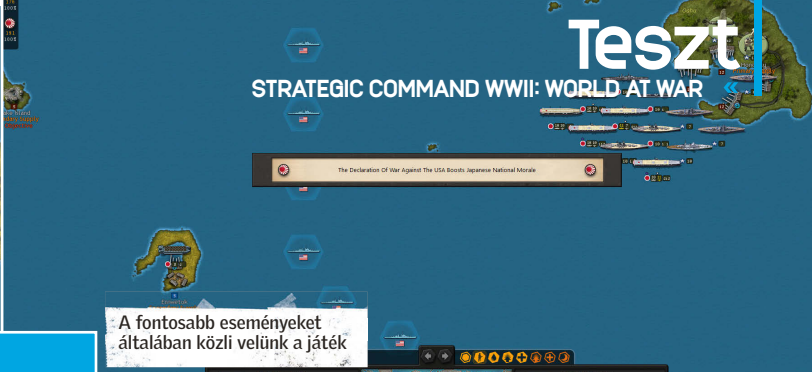 Teszt
STRATEGIC COMMAND WWII: WORLD AT WAR «
The Declaration Of War Against The USA Boosts Japanese National Morale
A fontosabb eseményeket
általában közli velünk a játék